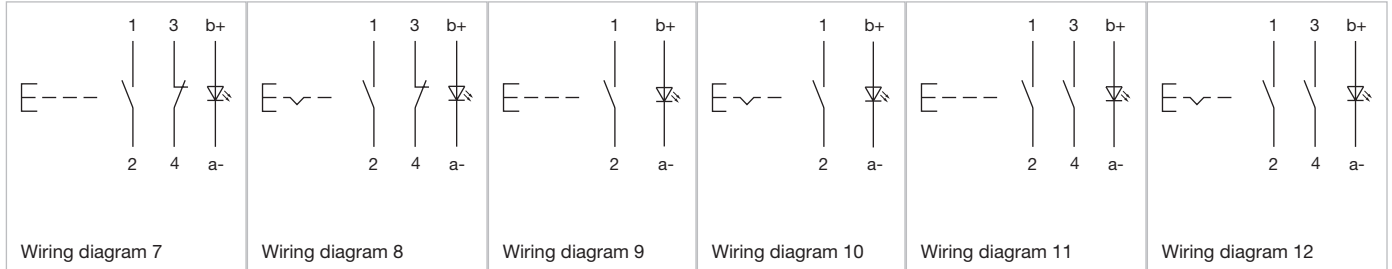 1 3 b+
2 4 a-
Wiring diagram 7
1 3 b+
2 4 a-
Wiring diagram 8
1 b+
2 a-
Wiring diagram 9
1 b+
2 a-
Wiring diagram 10
1 3 b+
2 4 a-
Wiring diagram 11
1 3 b+
2 4 a-
Wiring diagram 12